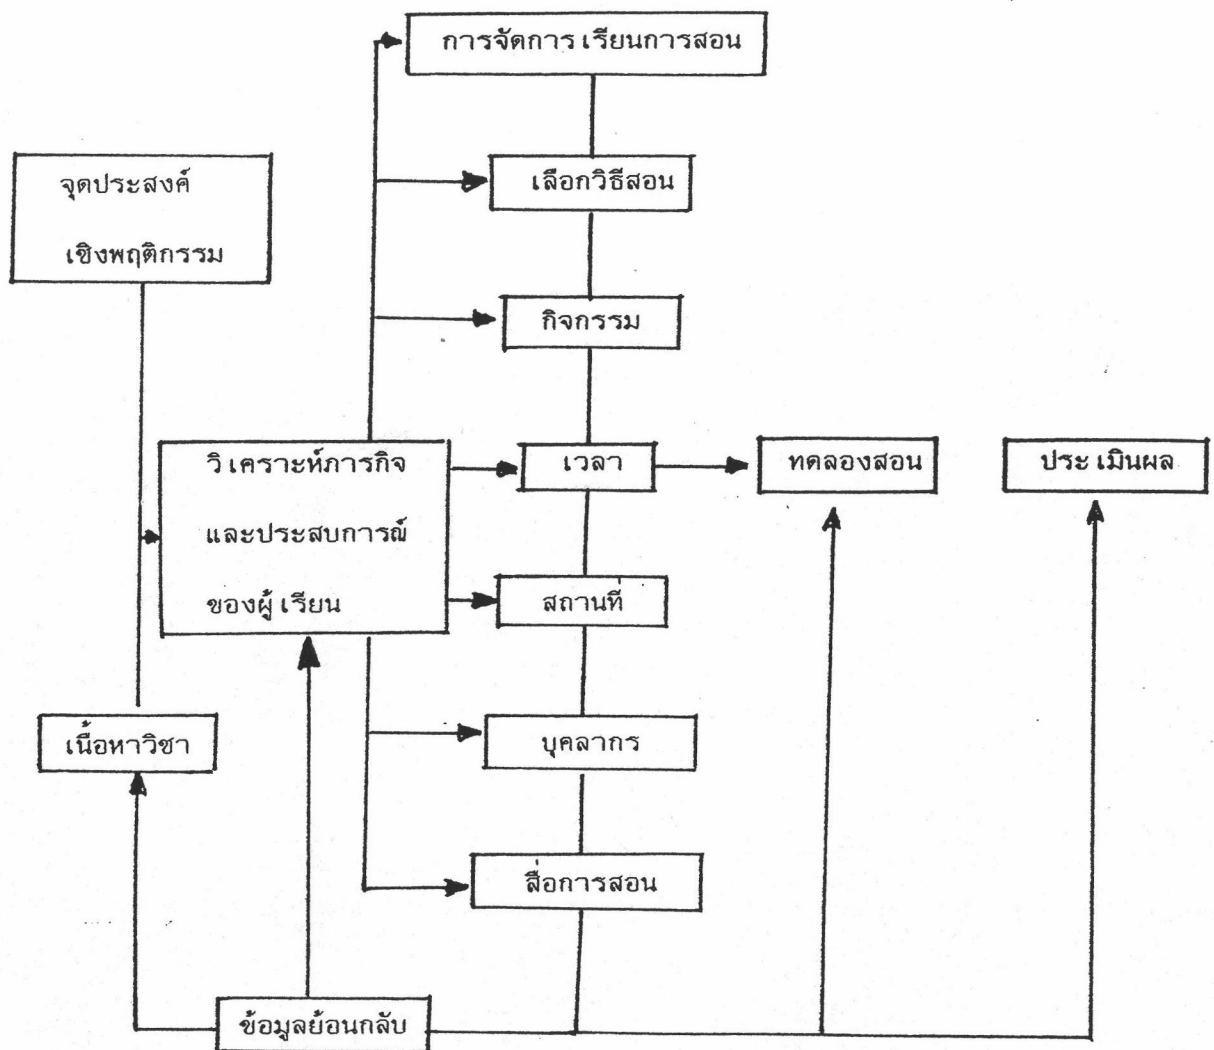 การจัดการเรียนการสอน
จุดประสงค์
เชิงพฤติกรรม
เลือกวิธีสอน
กิจกรรม
วิเคราะห์ภารกิจ
และประสบการณ์
ของผู้เรียน
เวลา
ทดลองสอน
ประเมินผล
สถานที่
เนื้อหาวิชา
บุคลากร
สื่อการสอน
ข้อมูลย้อนกลับ